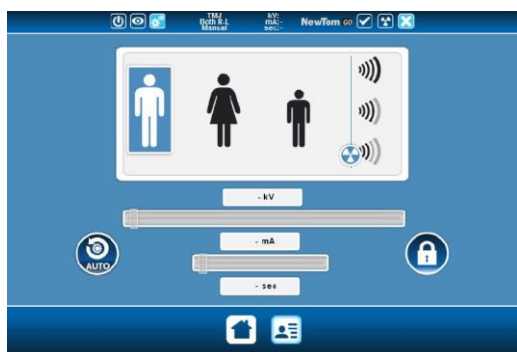 TMJ
Both R-L
Manual
kV:
mA:-
sec:-
NewTom GO
- kV
- mA
- sec
AUTO